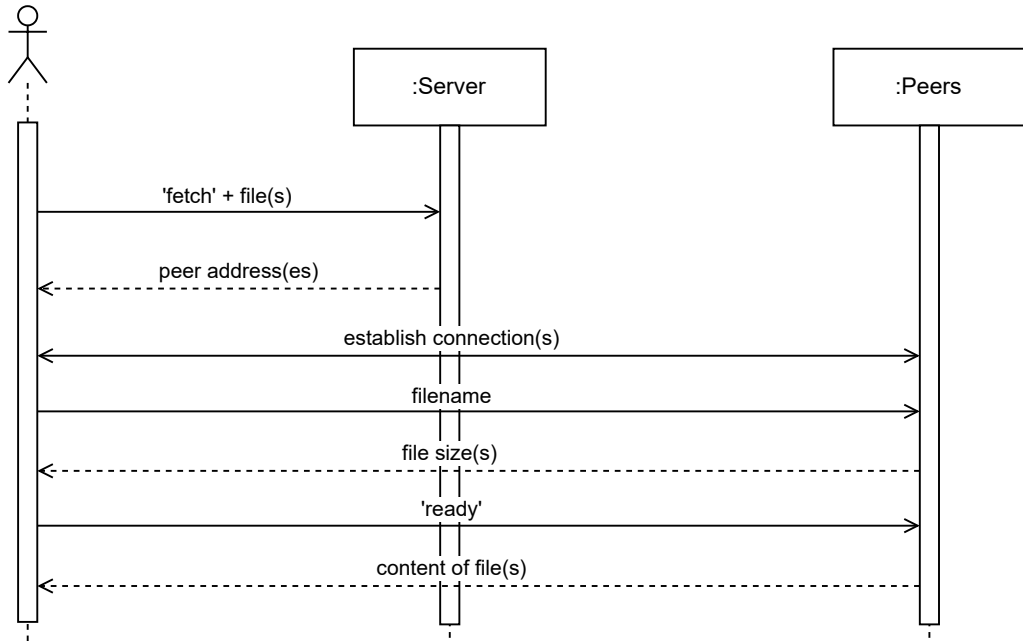 :Server
:Peers
'fetch' + file(s)
peer address(es)
establish connection(s)
filename
file size(s)
'ready'
content of file(s)